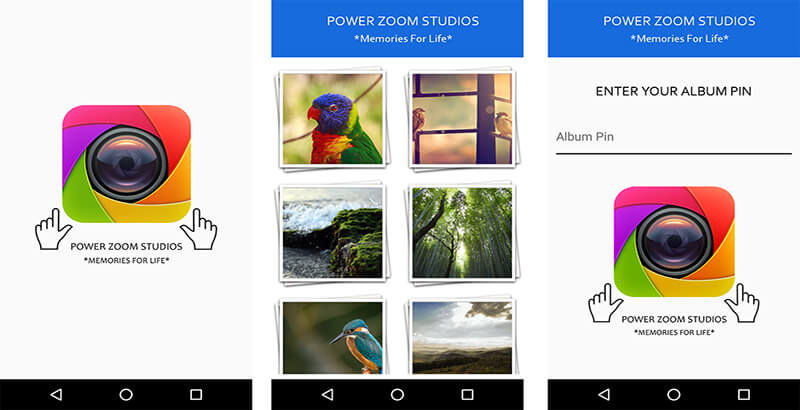 POWER ZOOM STUDIOS
*MEMORIES FOR LIFE*
POWER ZOOM STUDIOS
*Memories For Life*
POWER ZOOM STUDIOS
*Memories For Life*
ENTER YOUR ALBUM PIN
Album Pin
POWER ZOOM STUDIOS
*MEMORIES FOR LIFE*